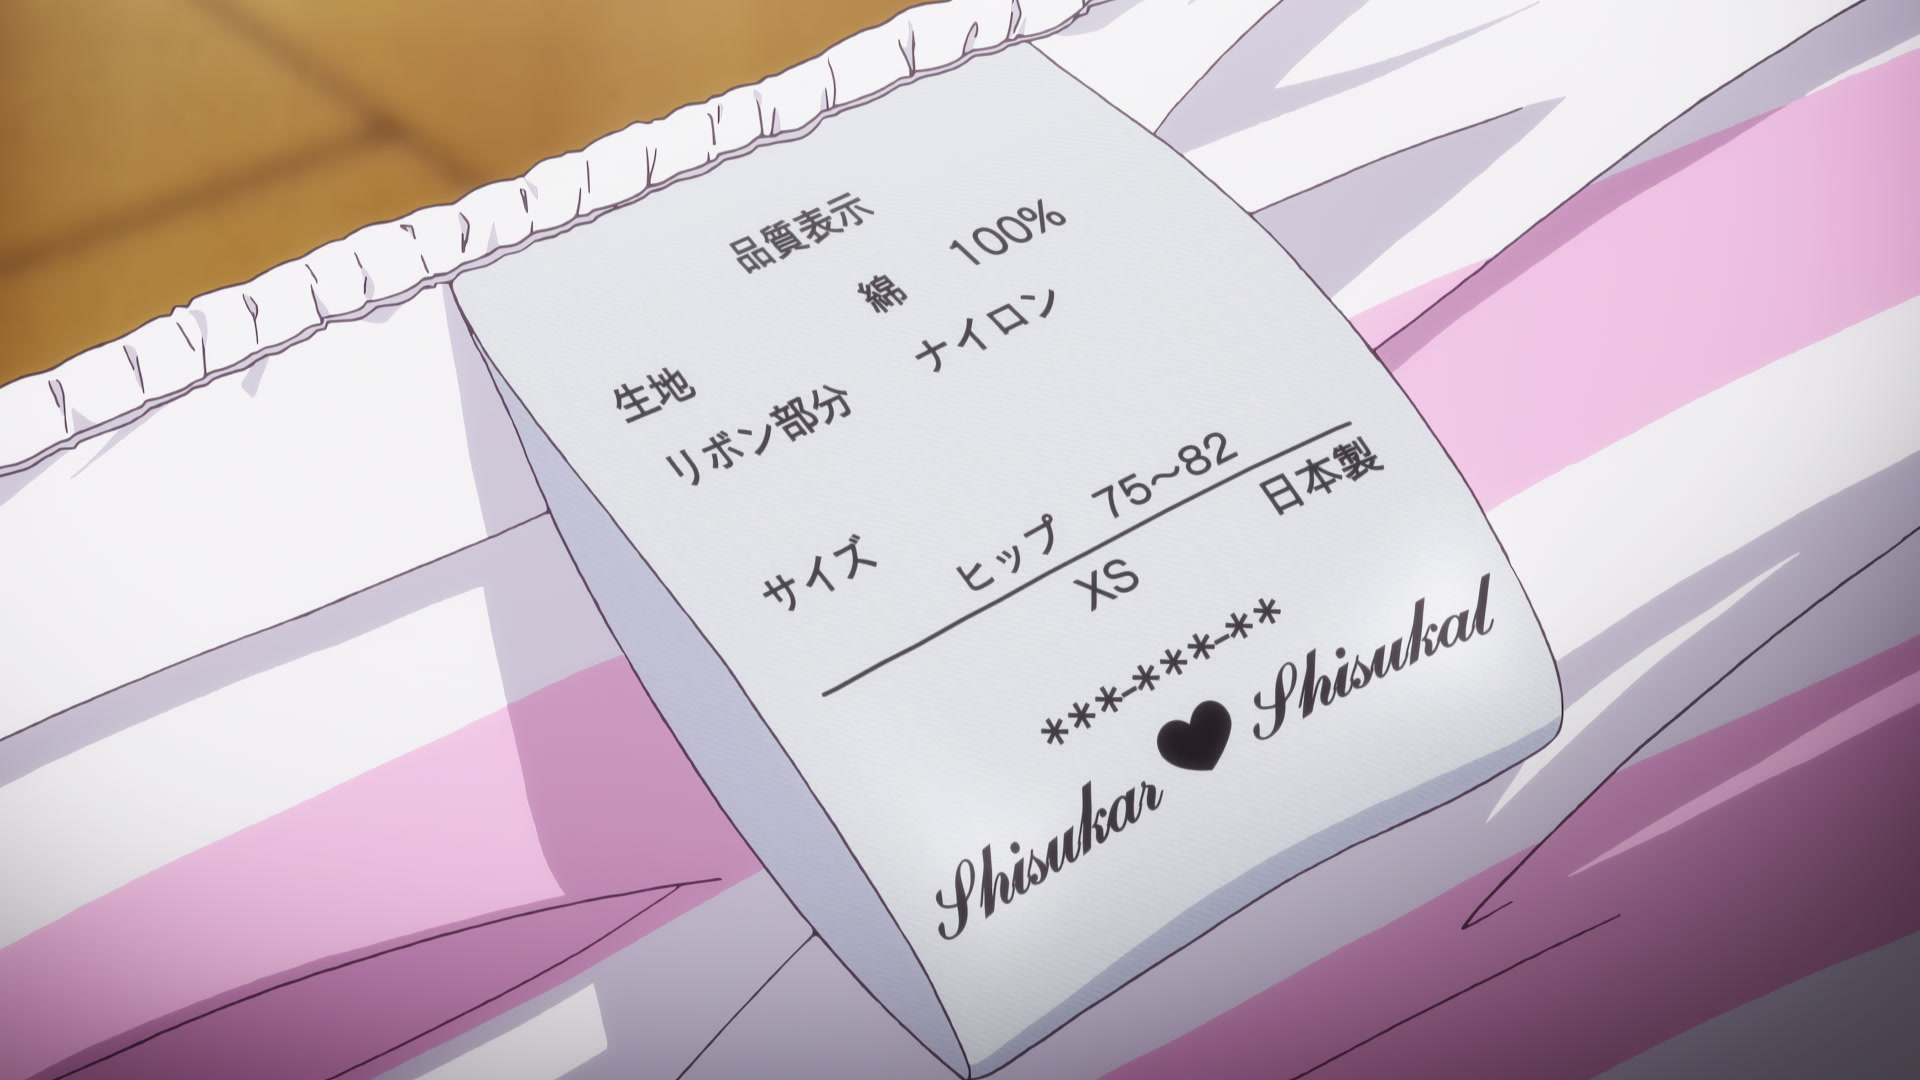 品質表示
生地 綿 100%
リボン部分 ナイロン
サイズ ヒップ 75~82
XS 日本製
***-***-**
Shisukar♥Shisukal